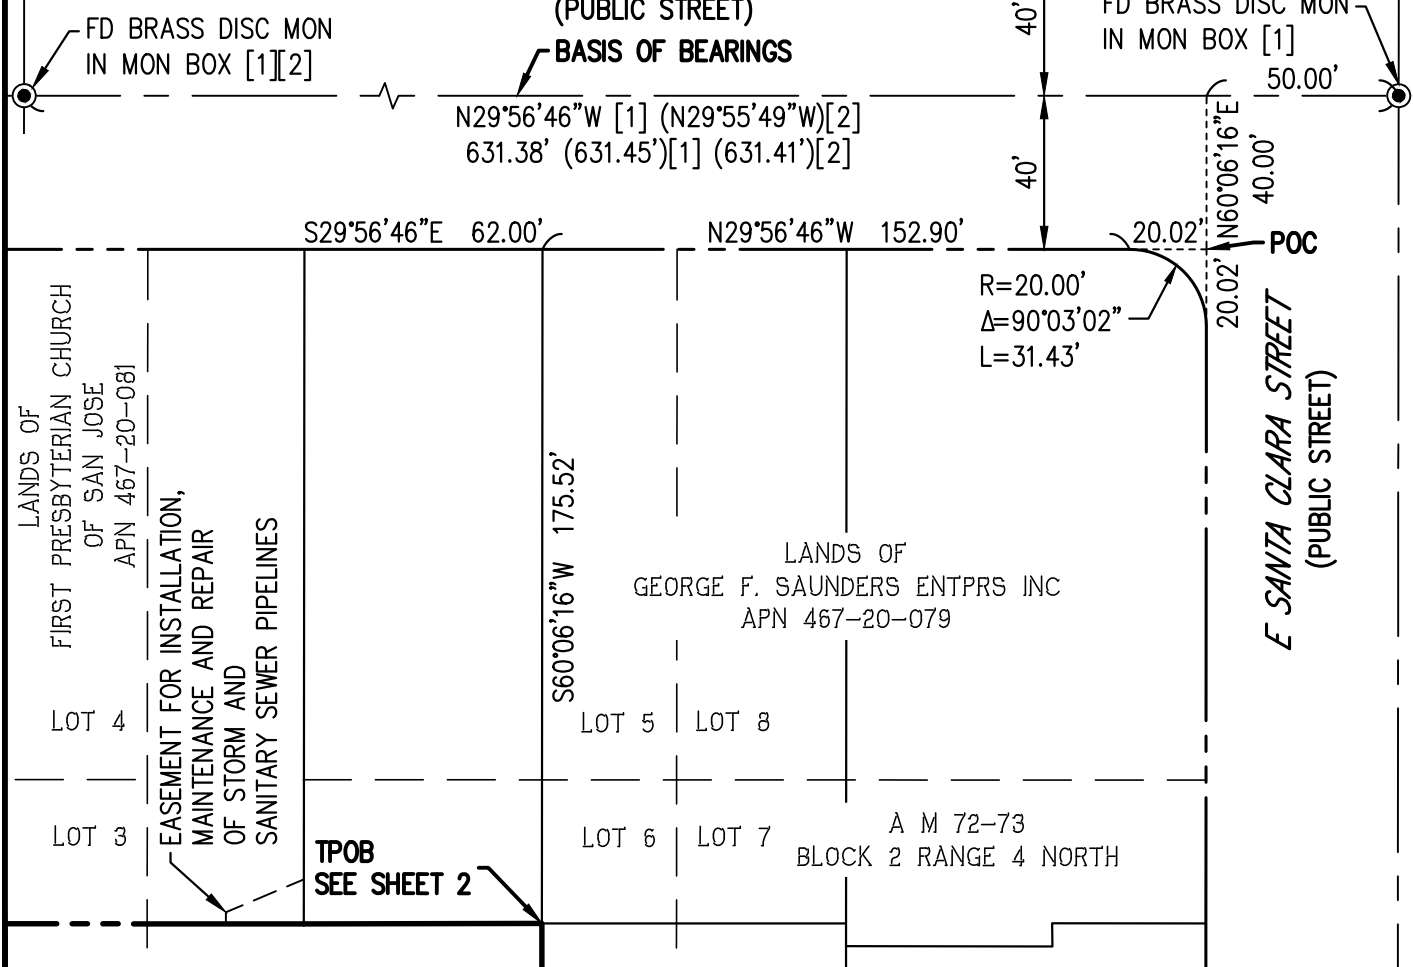 (PUBLIC STREET)
BASIS OF BEARINGS
FD BRASS DISC MON
IN MON BOX [1][2]
40'
FD BRASS DISC MON
IN MON BOX [1]
50.00'
N29°56'46"W [1] (N29°55'49"W)[2]
631.38' (631.45')[1] (631.41')[2]
40'
N60°06'16"E
40.00'
S29°56'46"E 62.00'
N29°56'46"W 152.90'
20.02'
POC
20.02'
R=20.00'
Δ=90°03'02"
L=31.43'
E SANTA CLARA STREET
(PUBLIC STREET)
LANDS OF
FIRST PRESBYTERIAN CHURCH
OF SAN JOSE
APN 467-20-081
EASEMENT FOR INSTALLATION,
MAINTENANCE AND REPAIR
OF STORM AND
SANITARY SEWER PIPELINES
S60°06'16"W 175.52'
LANDS OF
GEORGE F. SAUNDERS ENTPRS INC
APN 467-20-079
LOT 4
LOT 5
LOT 8
LOT 3
LOT 6
LOT 7
A M 72-73
BLOCK 2 RANGE 4 NORTH
TPOB
SEE SHEET 2